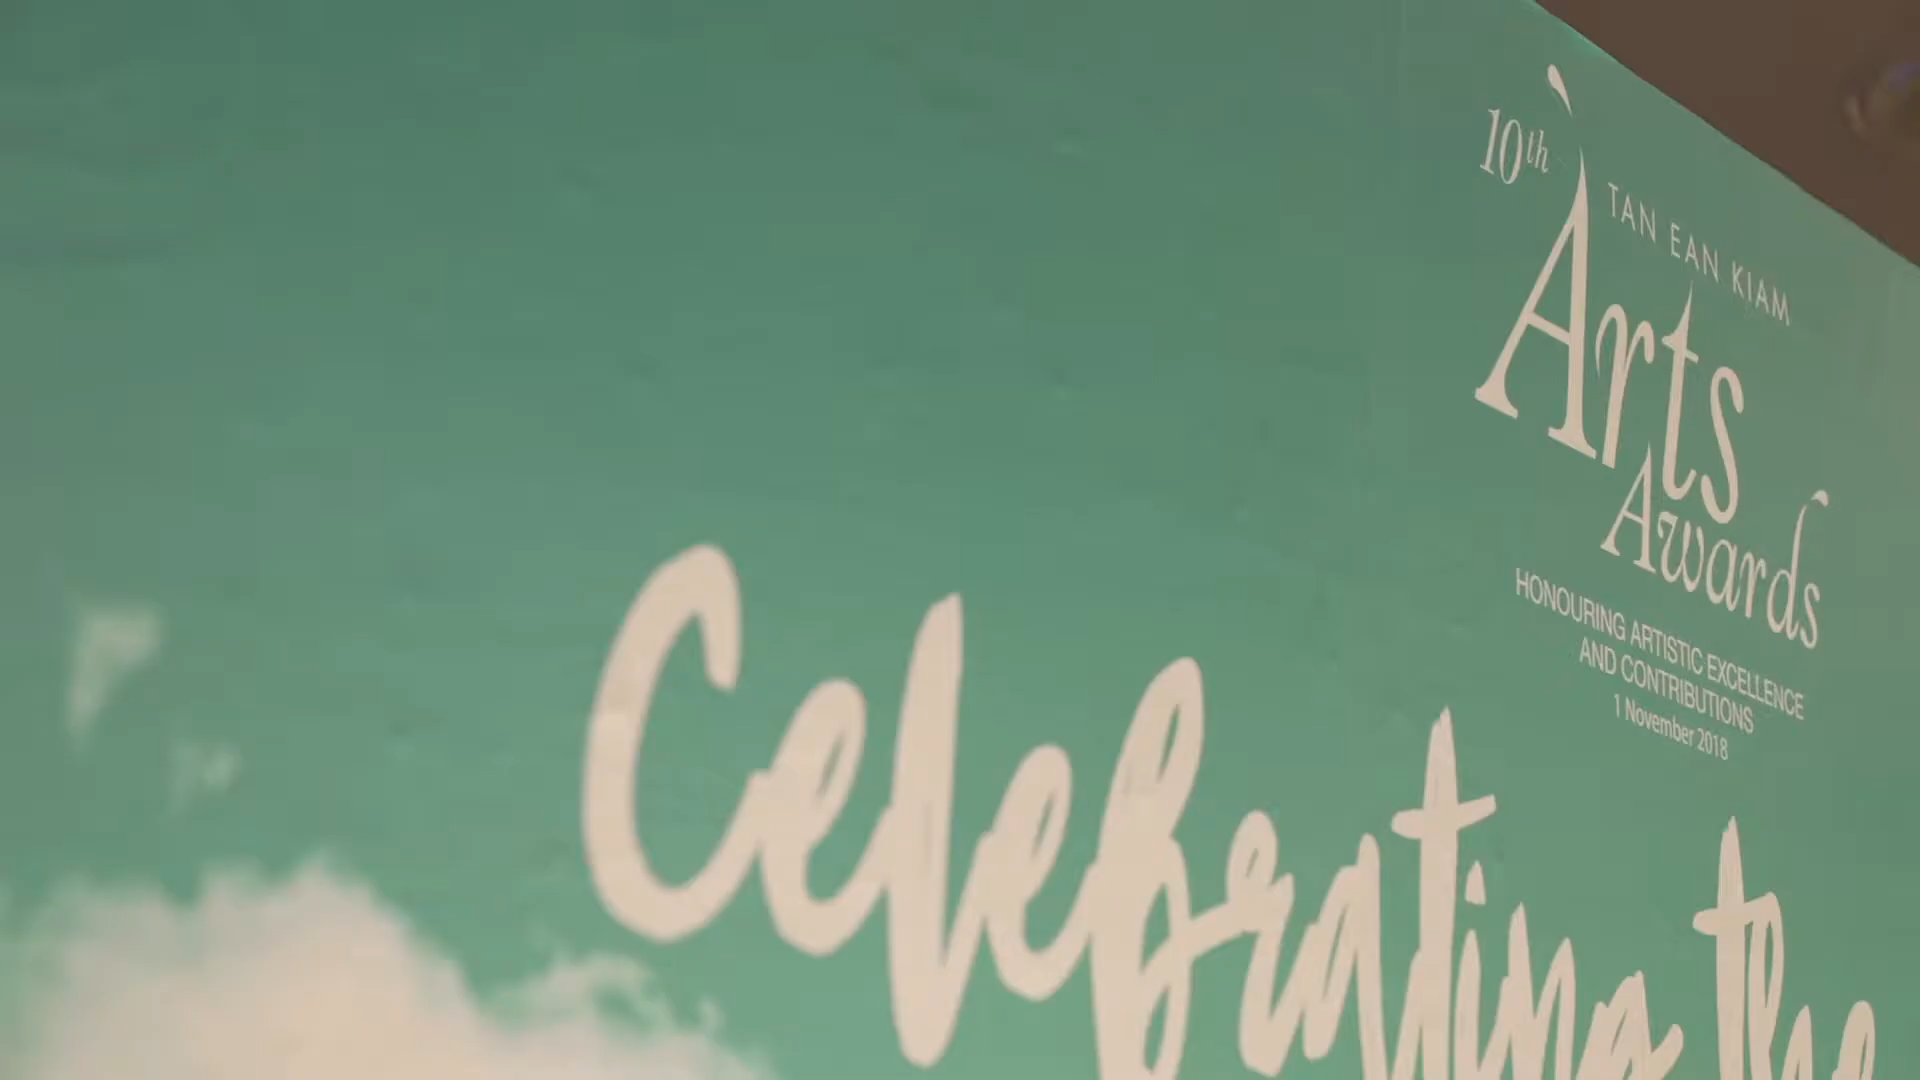 10th
TAN EAN KIAM
Arts
Awards
HONOURING ARTISTIC EXCELLENCE
AND CONTRIBUTIONS
1 November 2018
Celebrating the